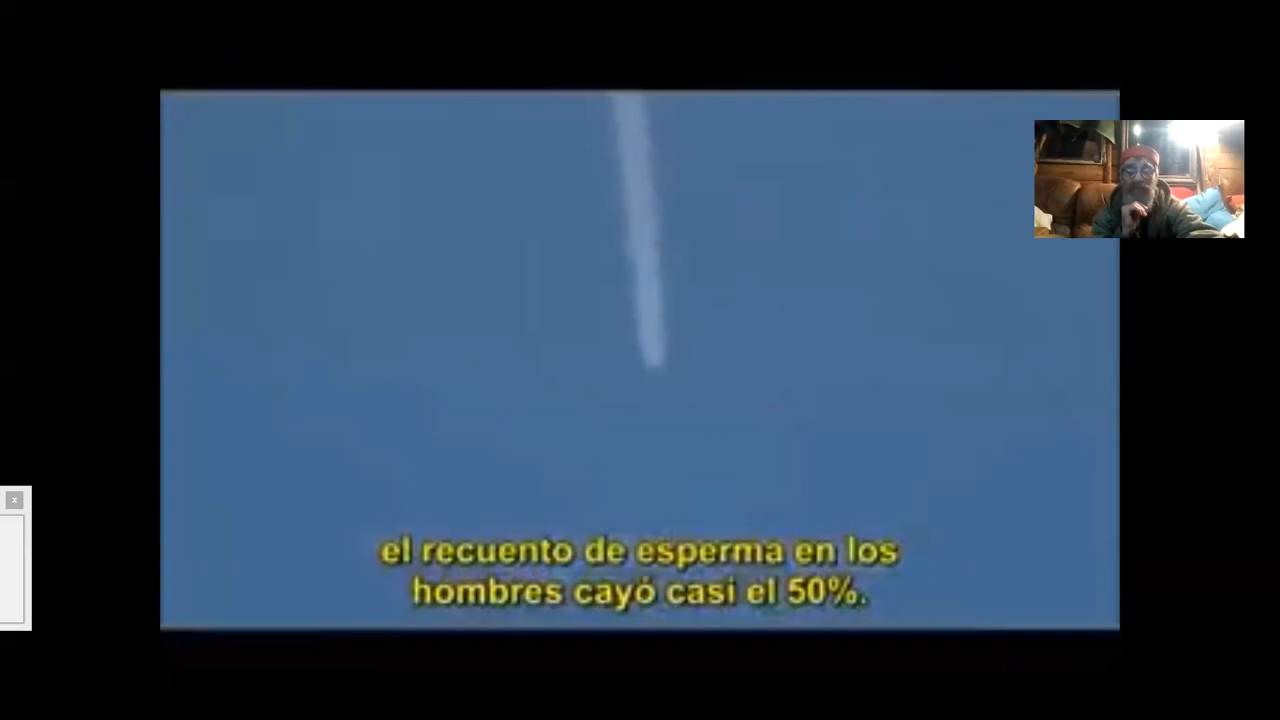 el recuento de esperma en los
hombres cayó casi el 50%.
x